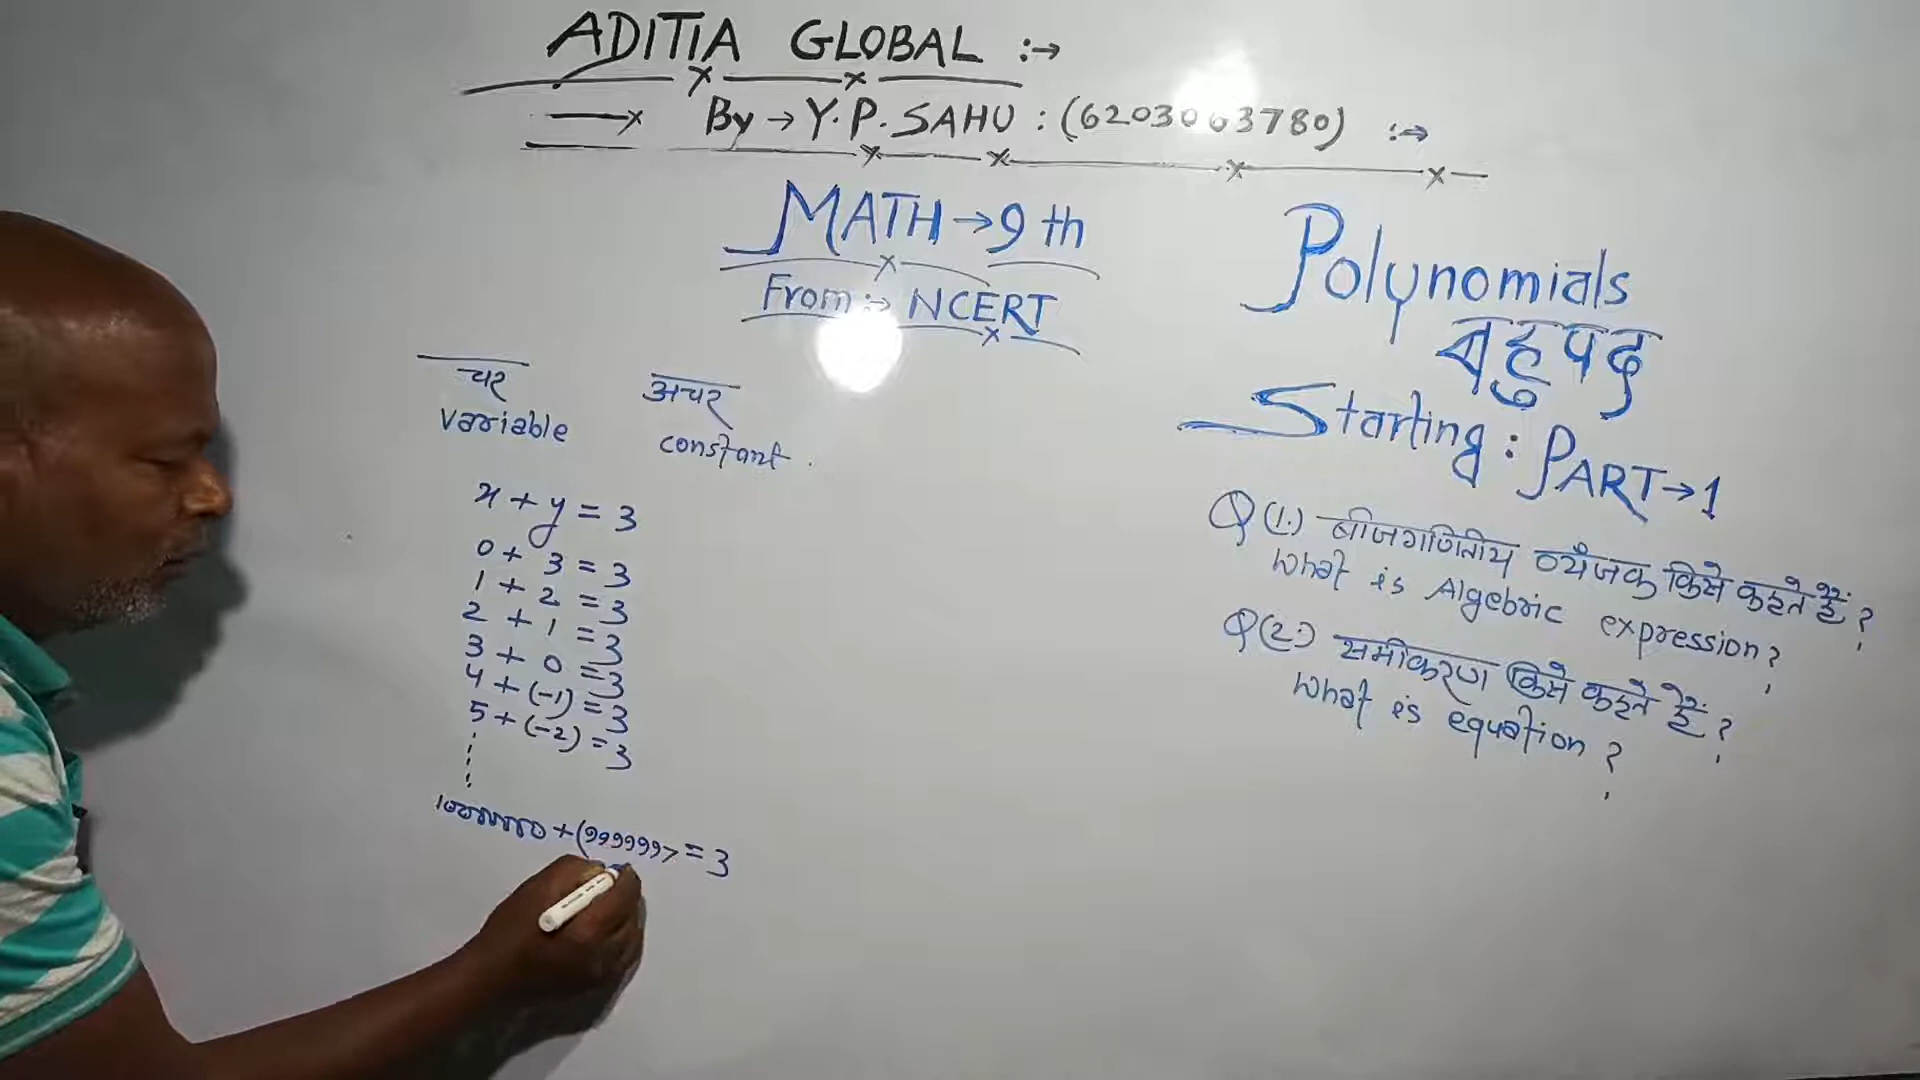 ADITIA GLOBAL :→
By → Y.P. SAHU : (6203063780) :→
MATH → 9th
From :→ NCERT
Polynomials
बहुपद
Starting : PART → 1
Q (1.) बीजगणितीय व्यँजक किसे कहते हैं ?
What is Algebric expression ?
Q (2.) समीकरण किसे कहते हैं ?
What is equation ?
चर
variable
अचर
constant
x + y = 3
0 + 3 = 3
1 + 2 = 3
2 + 1 = 3
3 + 0 = 3
4 + (-1) = 3
5 + (-2) = 3
= 3